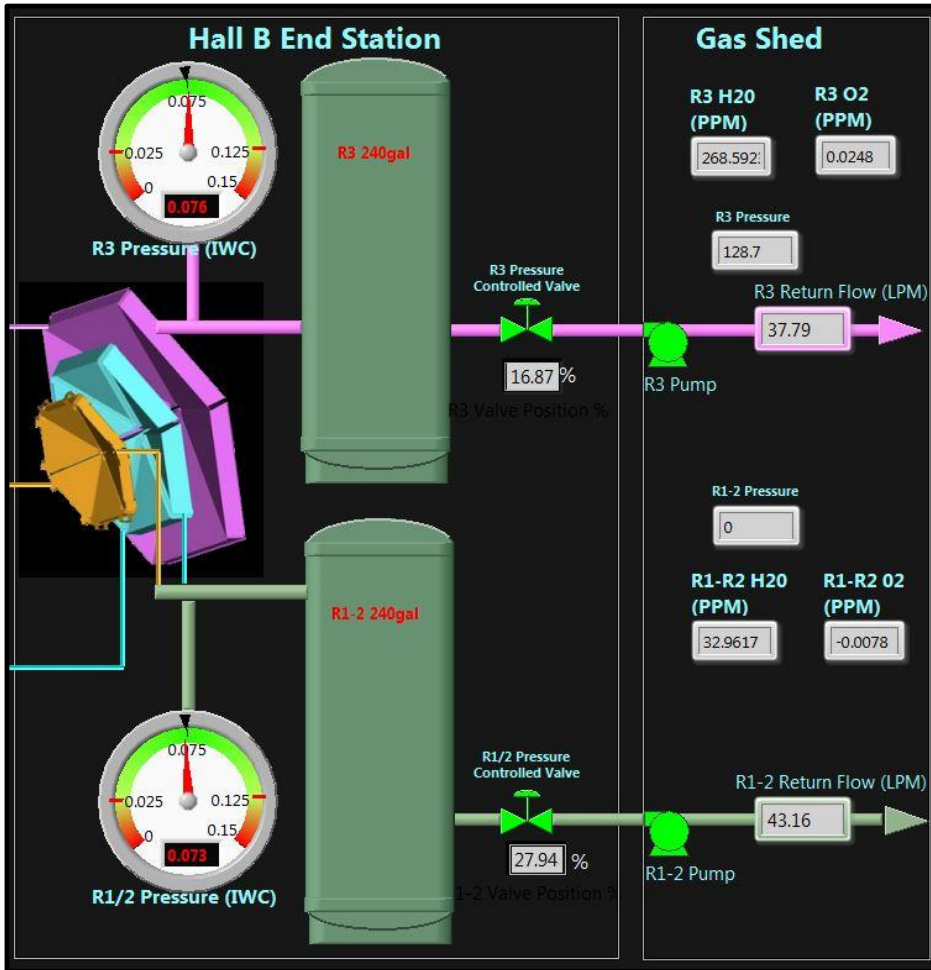 Hall B End Station
Gas Shed
0.075
0.025
0.125
0
0.15
0.076
R3 Pressure (IWC)
R3 240gal
R3 H20
(PPM)
R3 O2
(PPM)
268.592
0.0248
R3 Pressure
128.7
R3 Pressure
Controlled Valve
R3 Return Flow (LPM)
37.79
16.87 %
R3 Valve Position %
R3 Pump
R1-2 Pressure
0
R1-R2 H20
(PPM)
R1-R2 02
(PPM)
32.9617
-0.0078
R1-2 240gal
0.075
0.025
0.125
0
0.15
0.073
R1/2 Pressure (IWC)
R1/2 Pressure
Controlled Valve
R1-2 Return Flow (LPM)
43.16
27.94 %
1-2 Valve Position %
R1-2 Pump